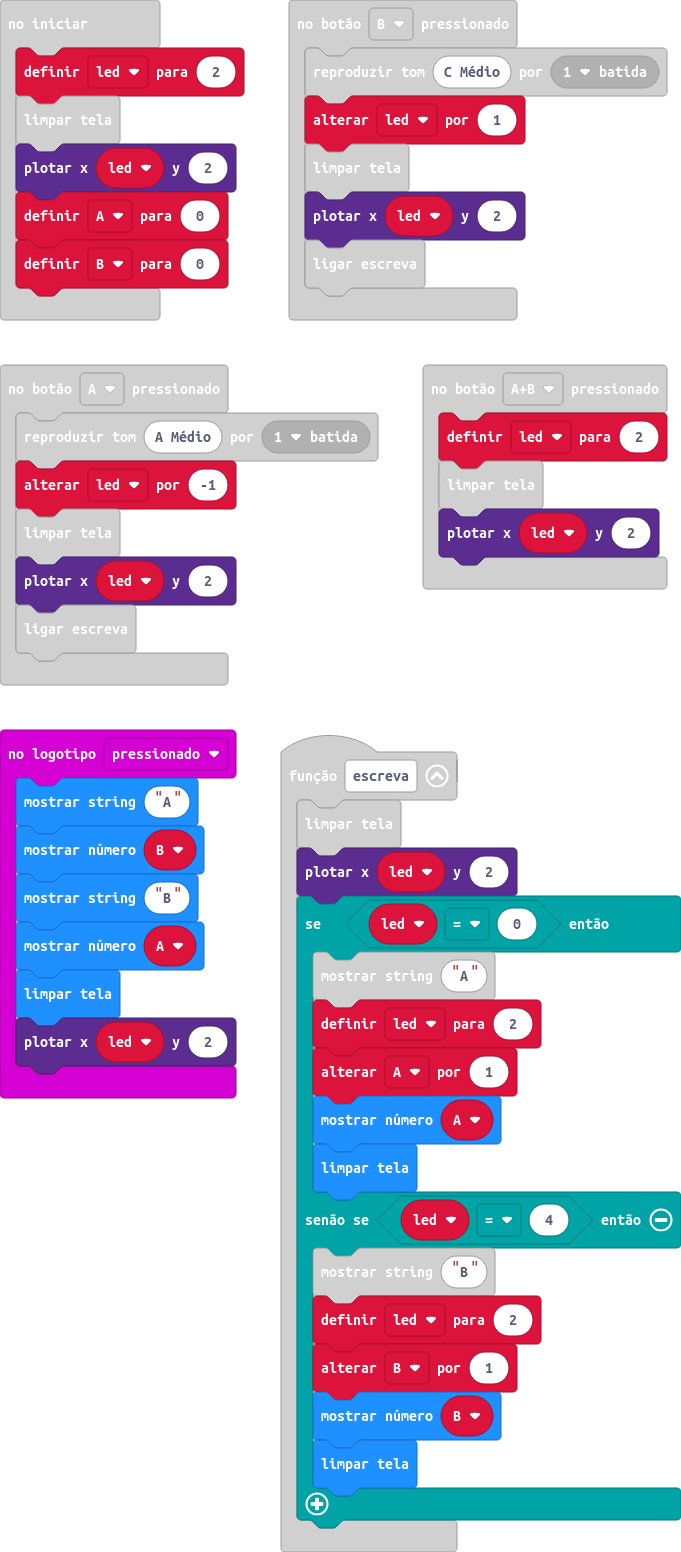 no iniciar
definir led para 2
limpar tela
plotar x led y 2
definir A para 0
definir B para 0
no botão B pressionado
reproduzir tom C Médio por 1 batida
alterar led por 1
limpar tela
plotar x led y 2
ligar escreva
no botão A pressionado
reproduzir tom A Médio por 1 batida
alterar led por -1
limpar tela
plotar x led y 2
ligar escreva
no botão A+B pressionado
definir led para 2
limpar tela
plotar x led y 2
no logotipo pressionado
mostrar string "A"
mostrar número B
mostrar string "B"
mostrar número A
limpar tela
plotar x led y 2
função escreva
limpar tela
plotar x led y 2
se led = 0 então
mostrar string "A"
definir led para 2
alterar A por 1
mostrar número A
limpar tela
senão se led = 4 então
mostrar string "B"
definir led para 2
alterar B por 1
mostrar número B
limpar tela